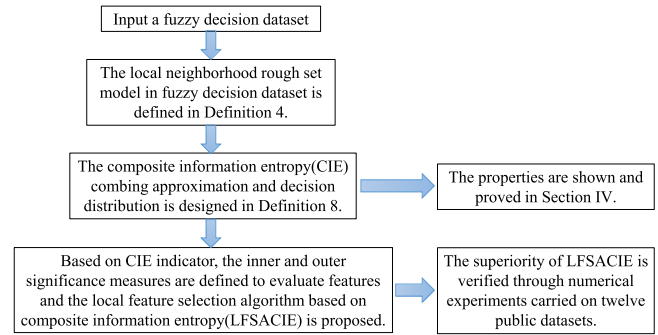 Input a fuzzy decision dataset
The local neighborhood rough set
model in fuzzy decision dataset is
defined in Definition 4.
The composite information entropy(CIE)
combing approximation and decision
distribution is designed in Definition 8.
The properties are shown and
proved in Section IV.
Based on CIE indicator, the inner and outer
significance measures are defined to evaluate features
and the local feature selection algorithm based on
composite information entropy(LFSACIE) is proposed.
The superiority of LFSACIE is
verified through numerical
experiments carried on twelve
public datasets.